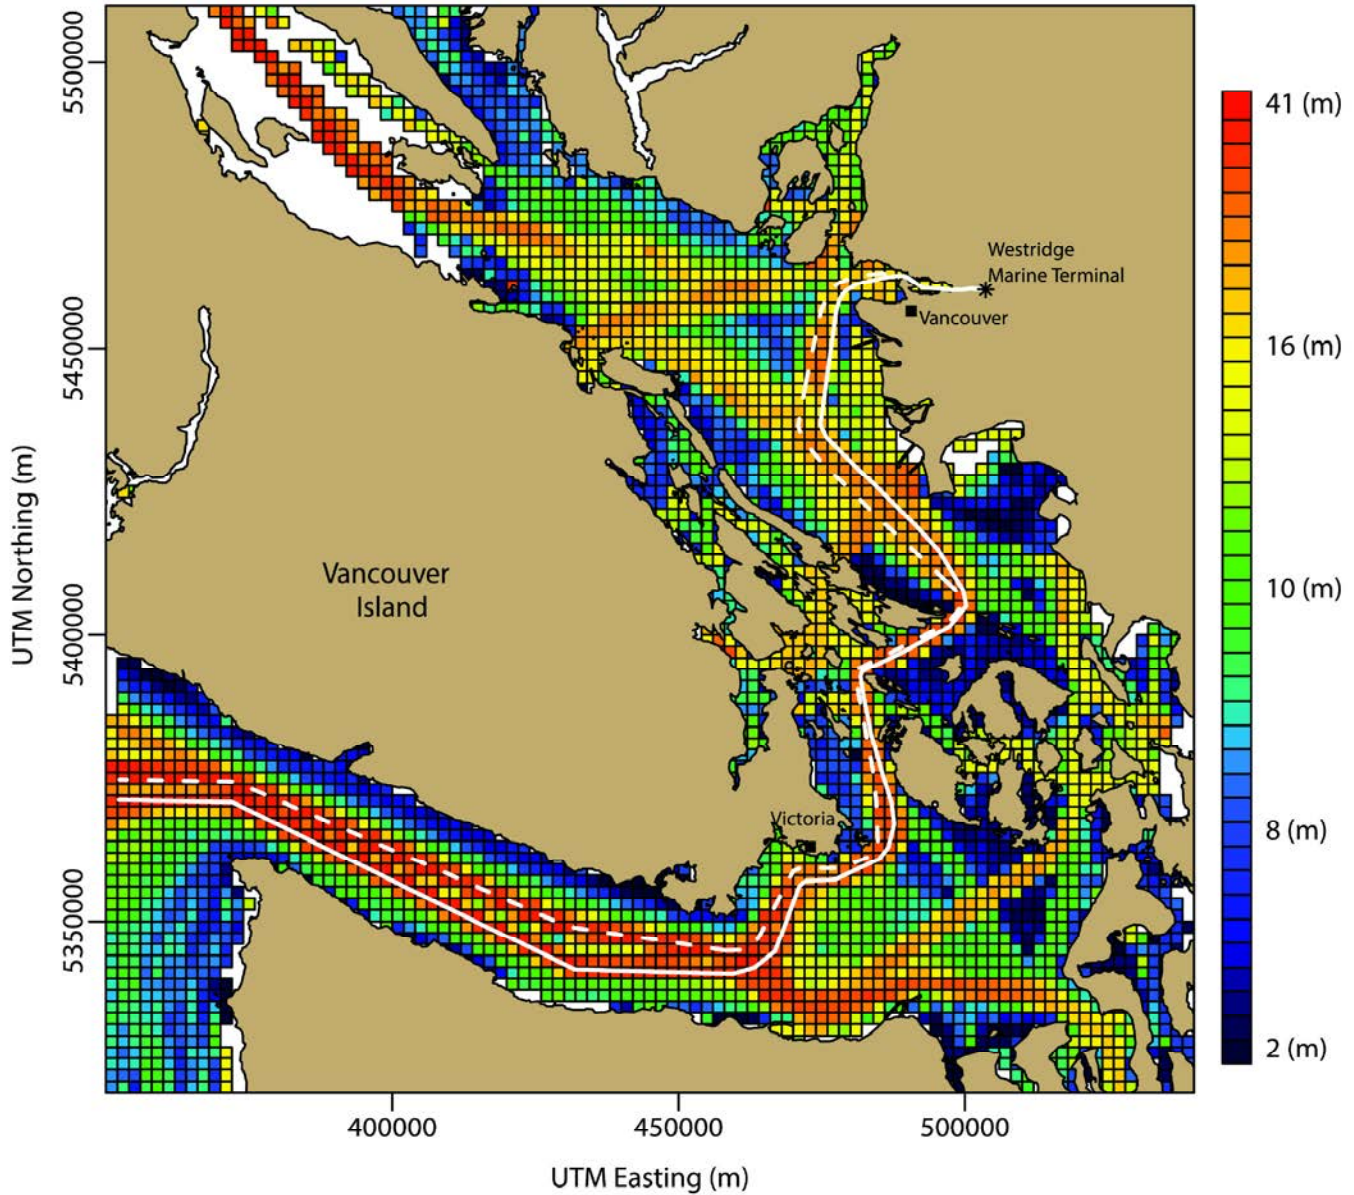 5500000
41 (m)
Westridge
Marine Terminal
Vancouver
16 (m)
5450000
UTM Northing (m)
Vancouver
Island
10 (m)
5400000
Victoria
8 (m)
5350000
2 (m)
400000
450000
500000
UTM Easting (m)